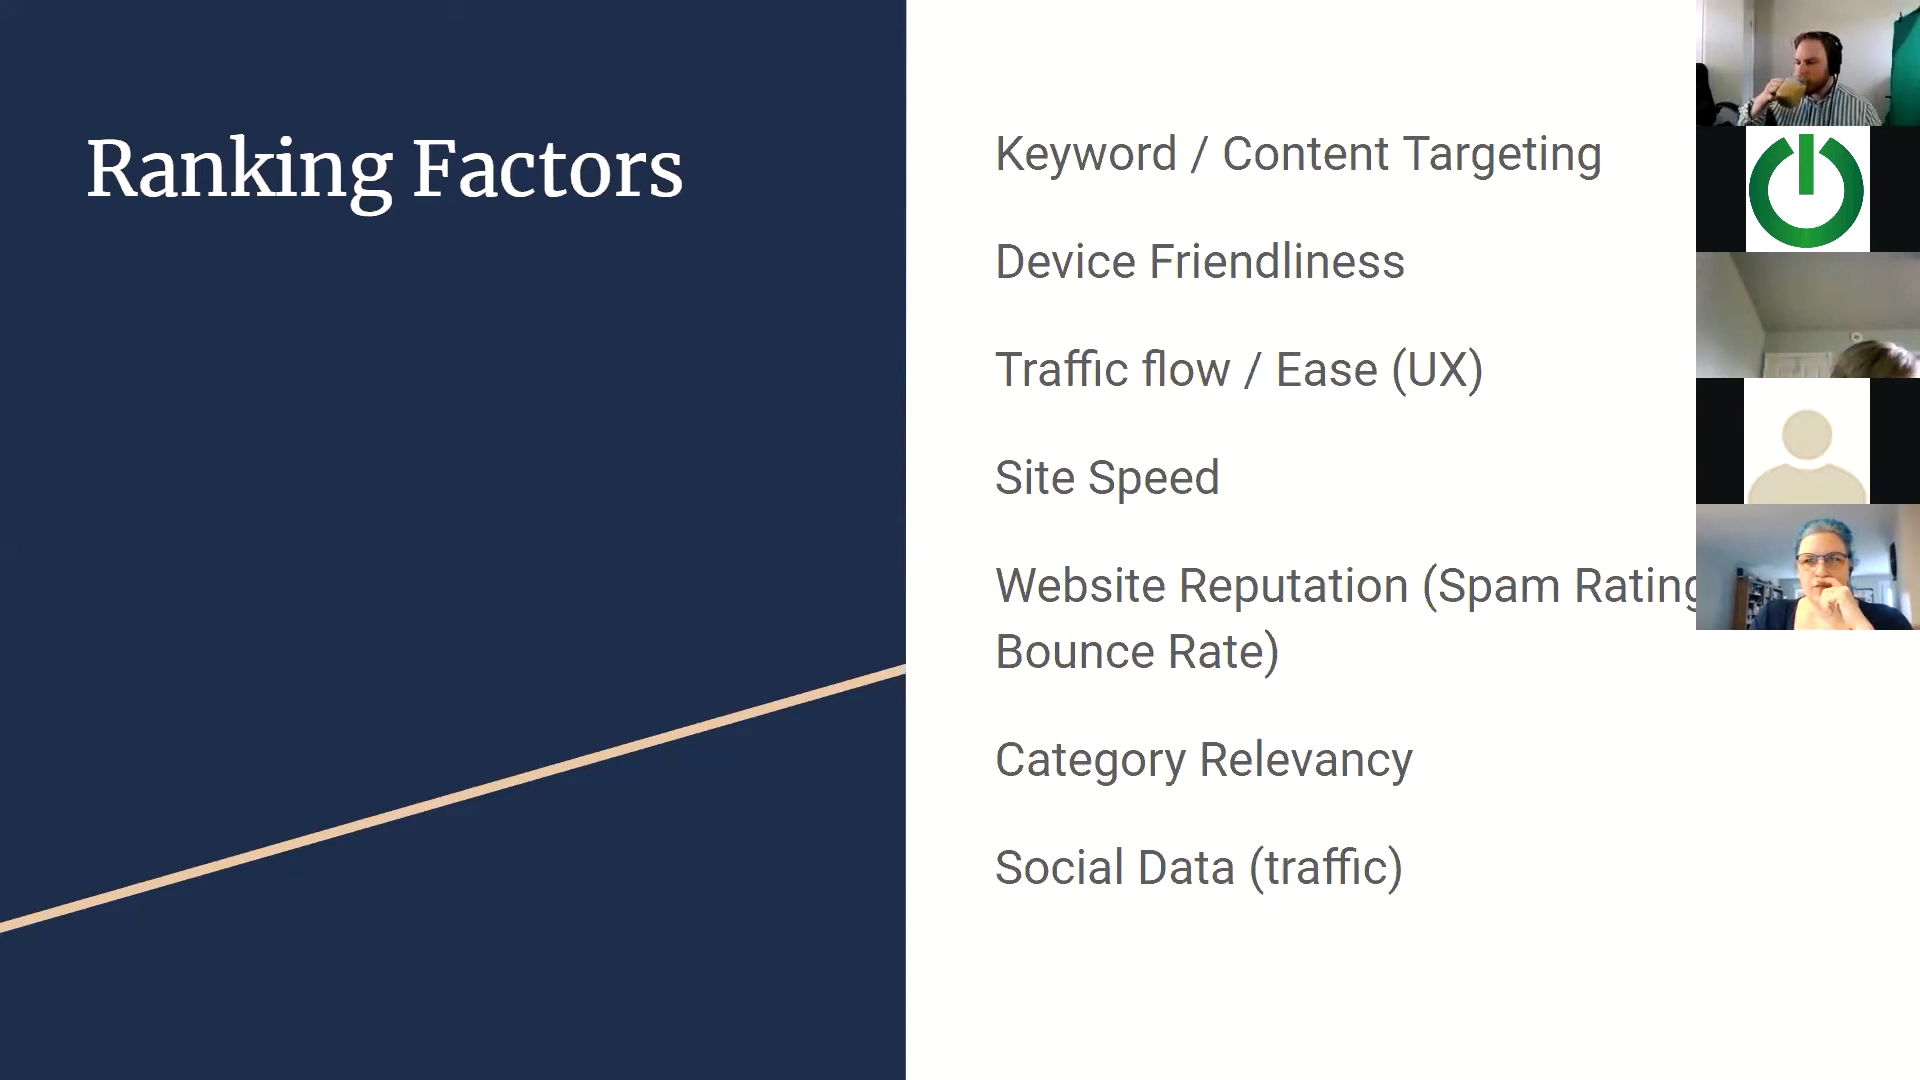 Ranking Factors
Keyword / Content Targeting
Device Friendliness
Traffic flow / Ease (UX)
Site Speed
Website Reputation (Spam Rating
Bounce Rate)
Category Relevancy
Social Data (traffic)